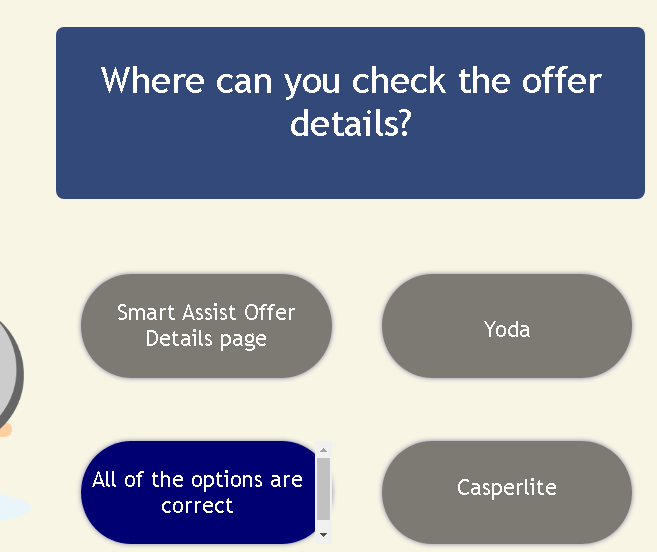 Where can you check the offer
details?
Smart Assist Offer
Details page
Yoda
All of the options are
correct
Casperlite